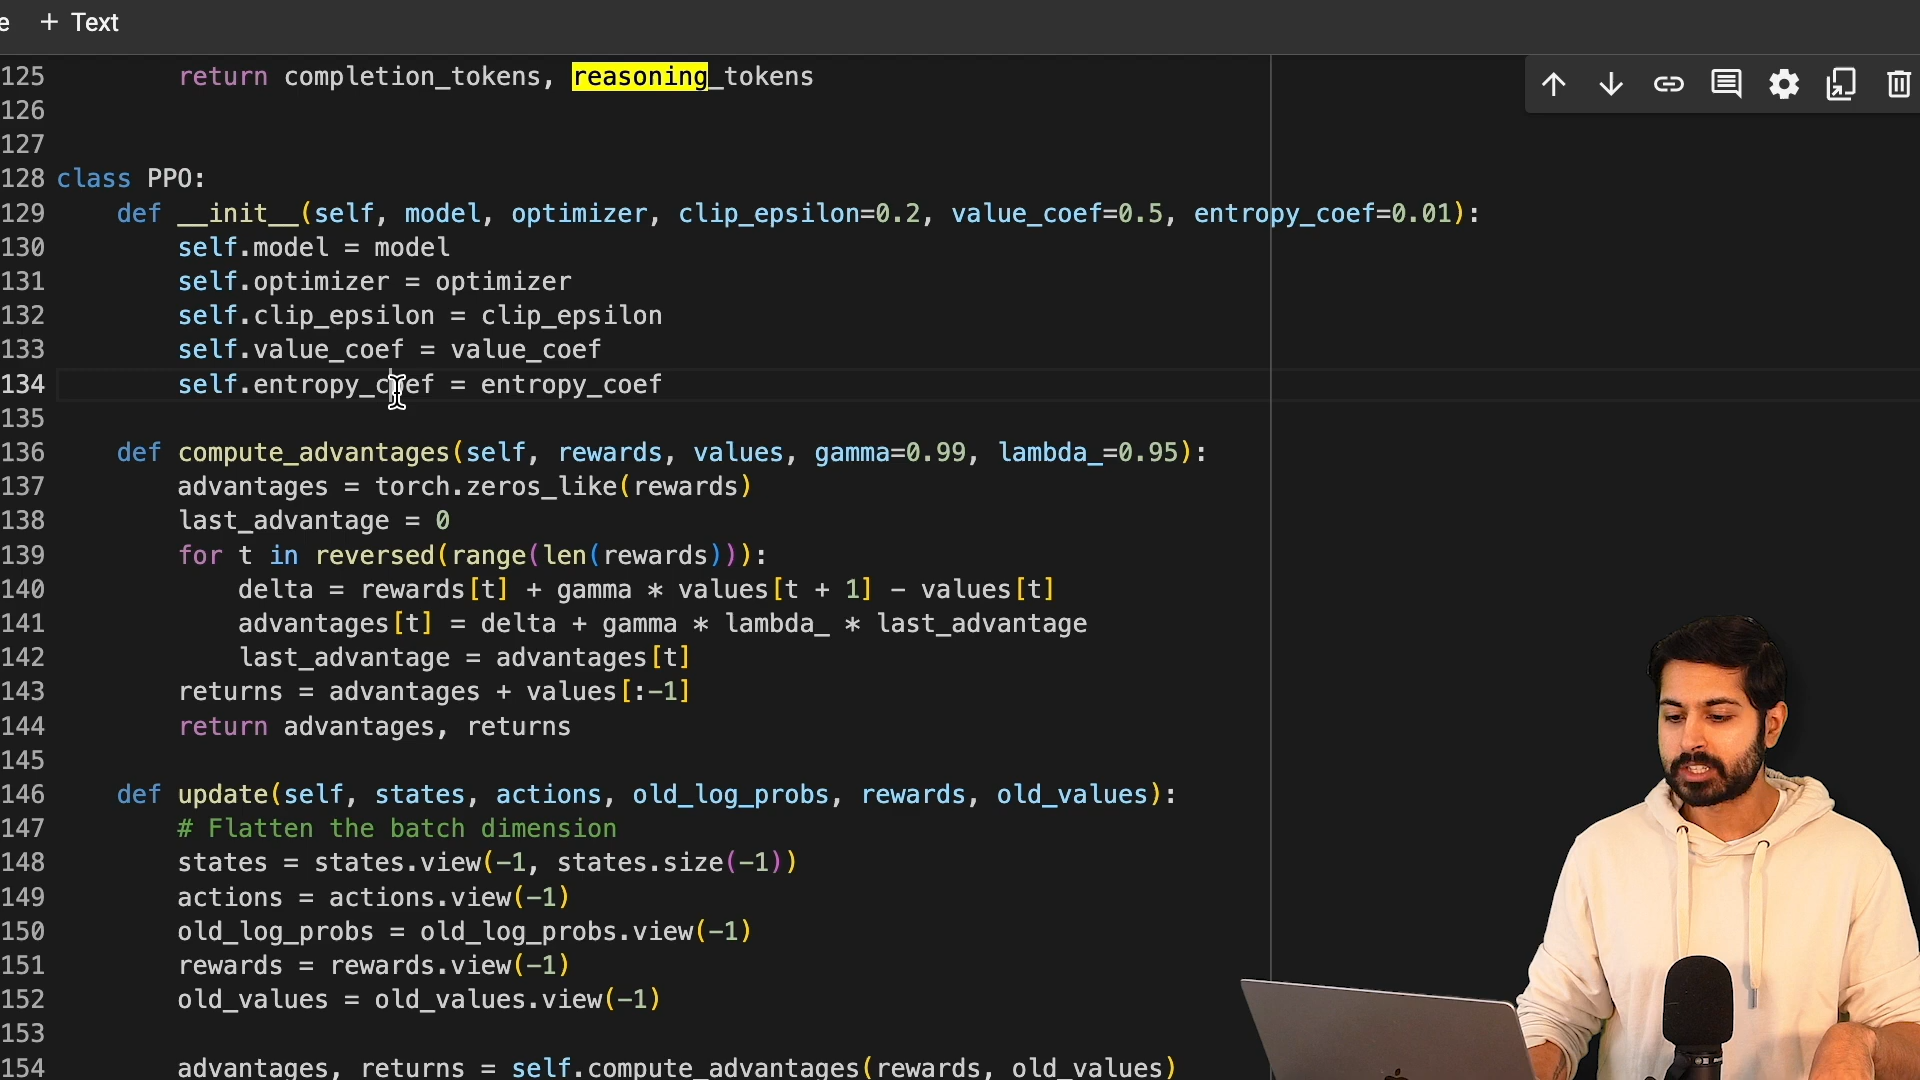 e + Text
125 return completion_tokens, reasoning_tokens
126
127
128 class PPO:
129     def __init__(self, model, optimizer, clip_epsilon=0.2, value_coef=0.5, entropy_coef=0.01):
130         self.model = model
131         self.optimizer = optimizer
132         self.clip_epsilon = clip_epsilon
133         self.value_coef = value_coef
134         self.entropy_coef = entropy_coef
135
136     def compute_advantages(self, rewards, values, gamma=0.99, lambda_=0.95):
137         advantages = torch.zeros_like(rewards)
138         last_advantage = 0
139         for t in reversed(range(len(rewards))):
140             delta = rewards[t] + gamma * values[t + 1] - values[t]
141             advantages[t] = delta + gamma * lambda_ * last_advantage
142             last_advantage = advantages[t]
143         returns = advantages + values[:-1]
144         return advantages, returns
145
146     def update(self, states, actions, old_log_probs, rewards, old_values):
147         # Flatten the batch dimension
148         states = states.view(-1, states.size(-1))
149         actions = actions.view(-1)
150         old_log_probs = old_log_probs.view(-1)
151         rewards = rewards.view(-1)
152         old_values = old_values.view(-1)
153
154         advantages, returns = self.compute_advantages(rewards, old_values)